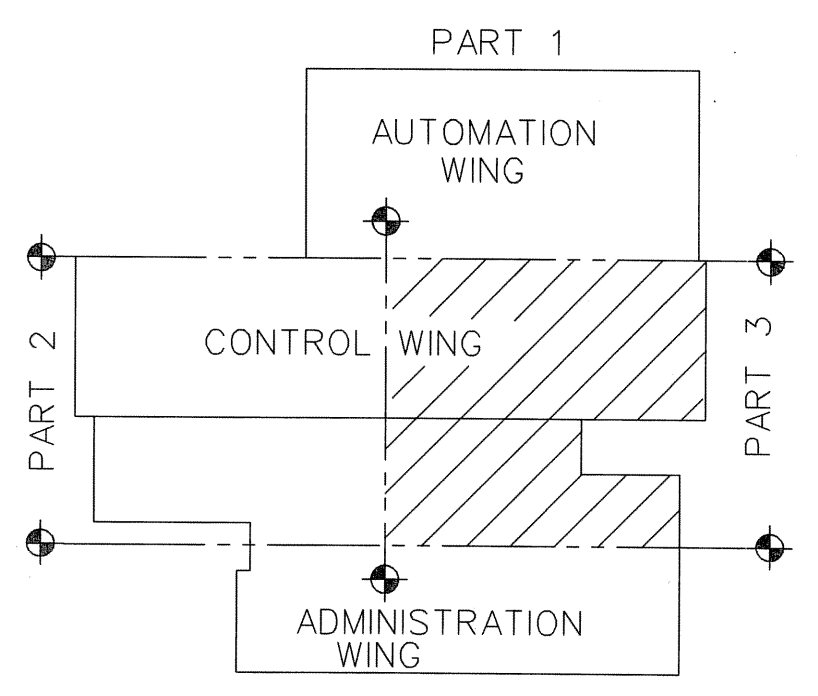 PART 1
AUTOMATION
WING
CONTROL WING
PART 2
PART 3
ADMINISTRATION
WING